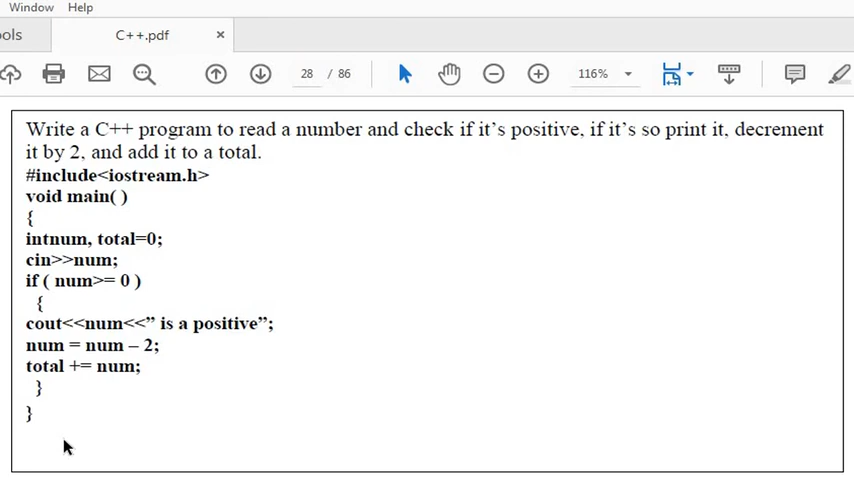 Window Help
ools C++.pdf ×
28 / 86 116%
Write a C++ program to read a number and check if it's positive, if it's so print it, decrement
it by 2, and add it to a total.
#include<iostream.h>
void main( )
{
intnum, total=0;
cin>>num;
if ( num>= 0 )
{
cout<<num<<” is a positive”;
num = num – 2;
total += num;
}
}